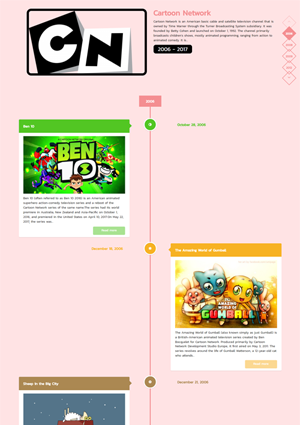 CN
Cartoon Network
Cartoon Network is an American basic cable and satellite television channel that is
owned by Time Warner through the Turner Broadcasting System subsidiary. It was
founded by Betty Cohen and launched on October 1, 1992. The channel primarily
broadcasts children's shows, mostly animated programming, ranging from action to
animated comedy. It is
2006 - 2017
2006
Ben 10
October 28, 2006
BEN
10
Ben 10 (often referred to as Ben 10: 2016) is an American animated
superhero action-comedy television series and a reboot of the
Cartoon Network series of the same name.The series had its world
premiere in Australia, New Zealand and Asia-Pacific on October 1,
2016, and premiered in the United States on April 10, 2017.On May 27,
2017, the series was
Read more
December 15, 2006
The Amazing World of Gumball
THE AMAZING
WORLD OF
GUMBALL
The Amazing World of Gumball (also known simply as just Gumball) is
a British-American animated television series created by Ben
Bocquelet for Cartoon Network. Produced primarily by Cartoon
Network Development Studio Europe, it first aired on May 3, 2011. The
series revolves around the life of Gumball Watterson, a 12-year-old cat
who attends
Read more
Sheep in the Big City
December 21, 2006